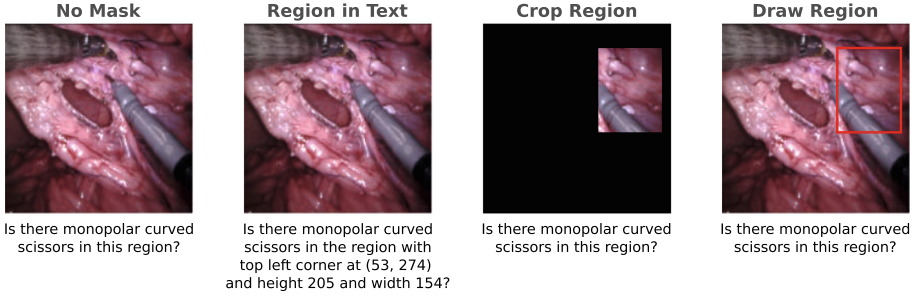 No Mask
Is there monopolar curved
scissors in this region?
Region in Text
Is there monopolar curved
scissors in the region with
top left corner at (53, 274)
and height 205 and width 154?
Crop Region
Is there monopolar curved
scissors in this region?
Draw Region
Is there monopolar curved
scissors in this region?